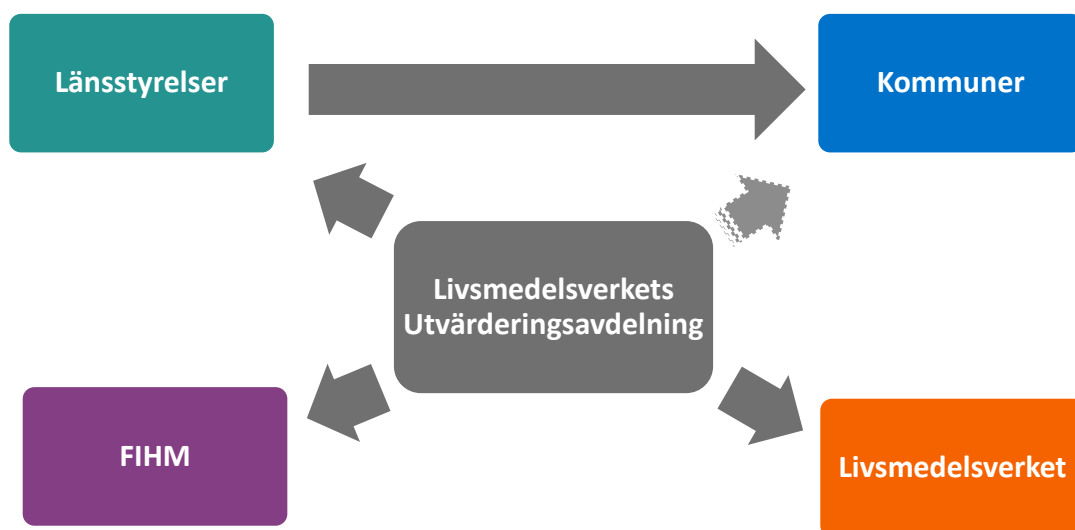 Länsstyrelser
Kommuner
Livsmedelsverkets
Utvärderingsavdelning
FIHM
Livsmedelsverket